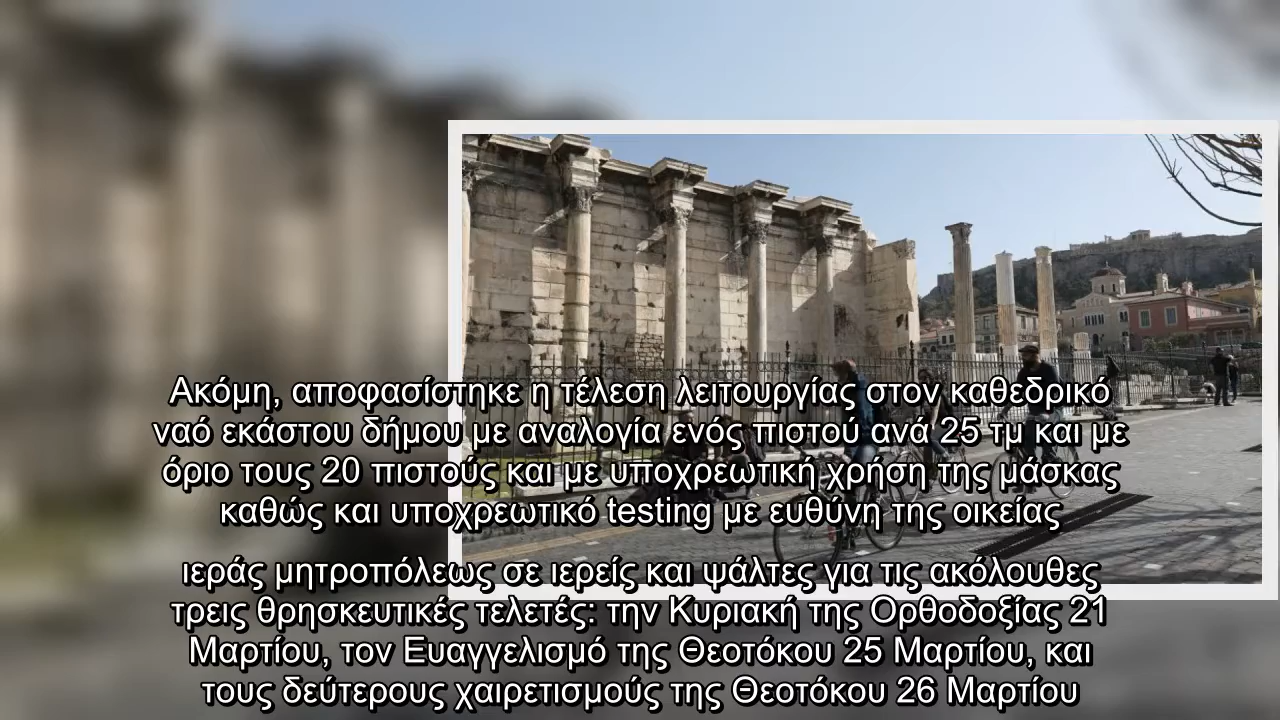 Ακόμη, αποφασίστηκε η τέλεση λειτουργίας στον καθεδρικό
ναό εκάστου δήμου με αναλογία ενός πιστού ανά 25 τμ και με
όριο τους 20 πιστούς και με υποχρεωτική χρήση της μάσκας
καθώς και υποχρεωτικό testing με ευθύνη της οικείας
ιεράς μητροπόλεως σε ιερείς και ψάλτες για τις ακόλουθες
τρεις θρησκευτικές τελετές: την Κυριακή της Ορθοδοξίας 21
Μαρτίου, τον Ευαγγελισμό της Θεοτόκου 25 Μαρτίου, και
τους δεύτερους χαιρετισμούς της Θεοτόκου 26 Μαρτίου